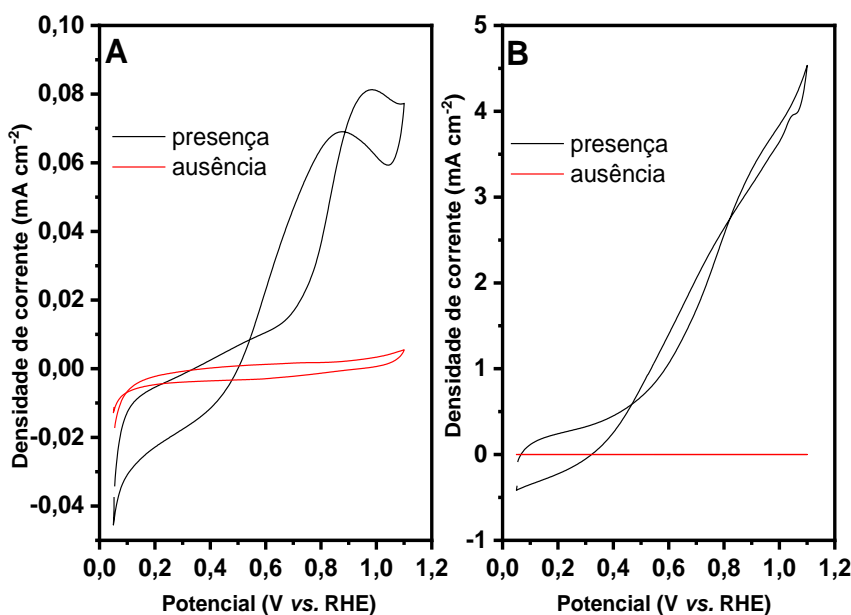 A
0,10
0,08
0,06
0,04
0,02
0,00
-0,02
-0,04
Densidade de corrente (mA cm⁻²)
presença
ausência
0,0 0,2 0,4 0,6 0,8 1,0 1,2
Potencial (V vs. RHE)
B
5
4
3
2
1
0
-1
Densidade de corrente (mA cm⁻²)
presença
ausência
0,0 0,2 0,4 0,6 0,8 1,0 1,2
Potencial (V vs. RHE)